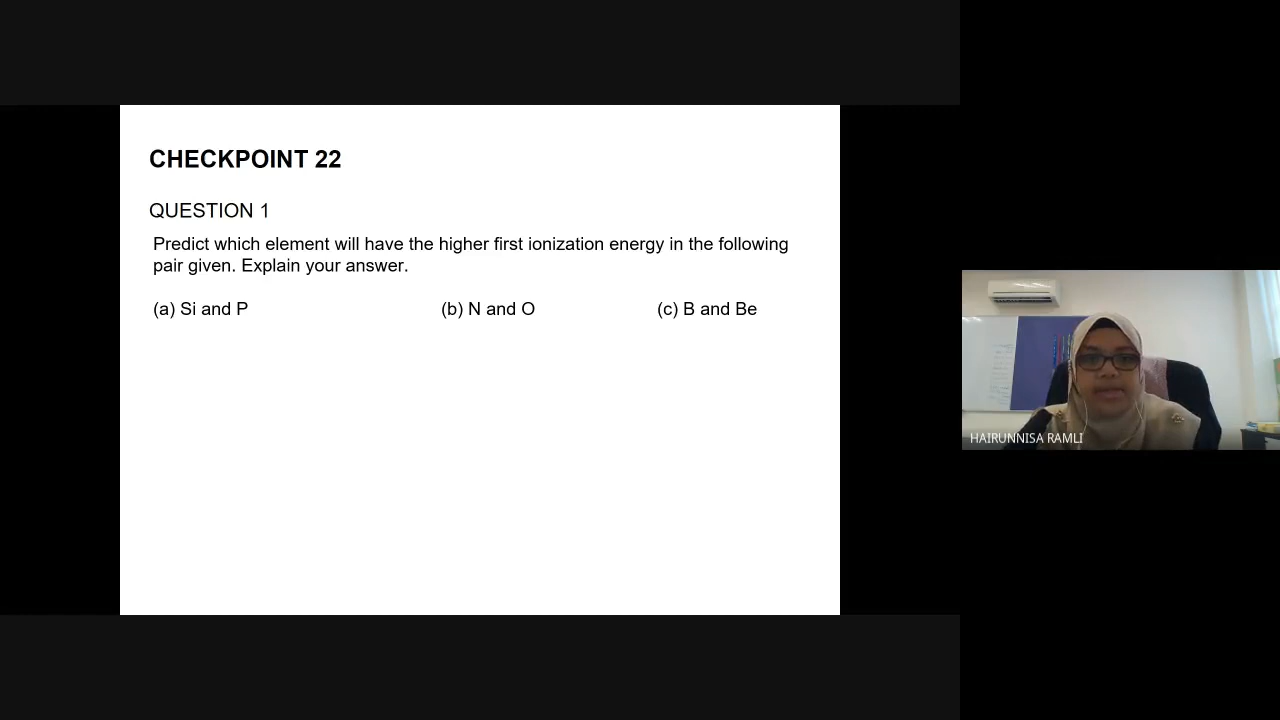 CHECKPOINT 22
QUESTION 1
Predict which element will have the higher first ionization energy in the following
pair given. Explain your answer.
(a) Si and P (b) N and O (c) B and Be
HAIRUNNISA RAMLI